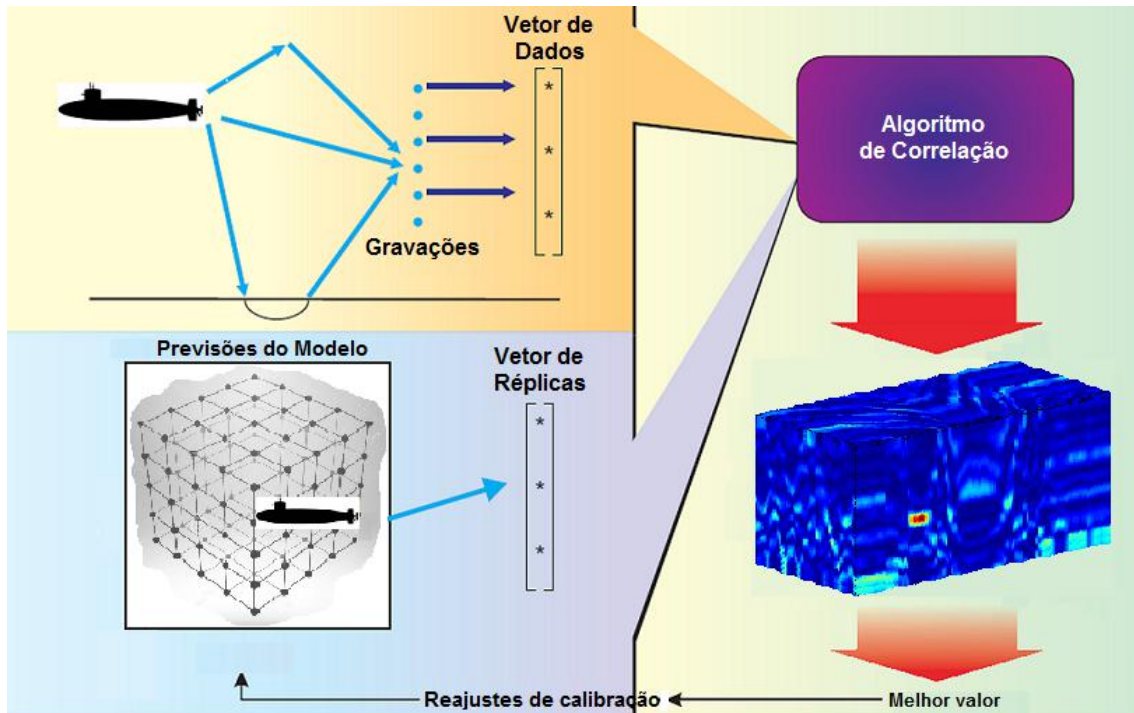 Vetor de
Dados
*
*
*
Gravações
Algoritmo
de Correlação
Previsões do Modelo
Vetor de
Réplicas
*
*
*
Reajustes de calibração
Melhor valor